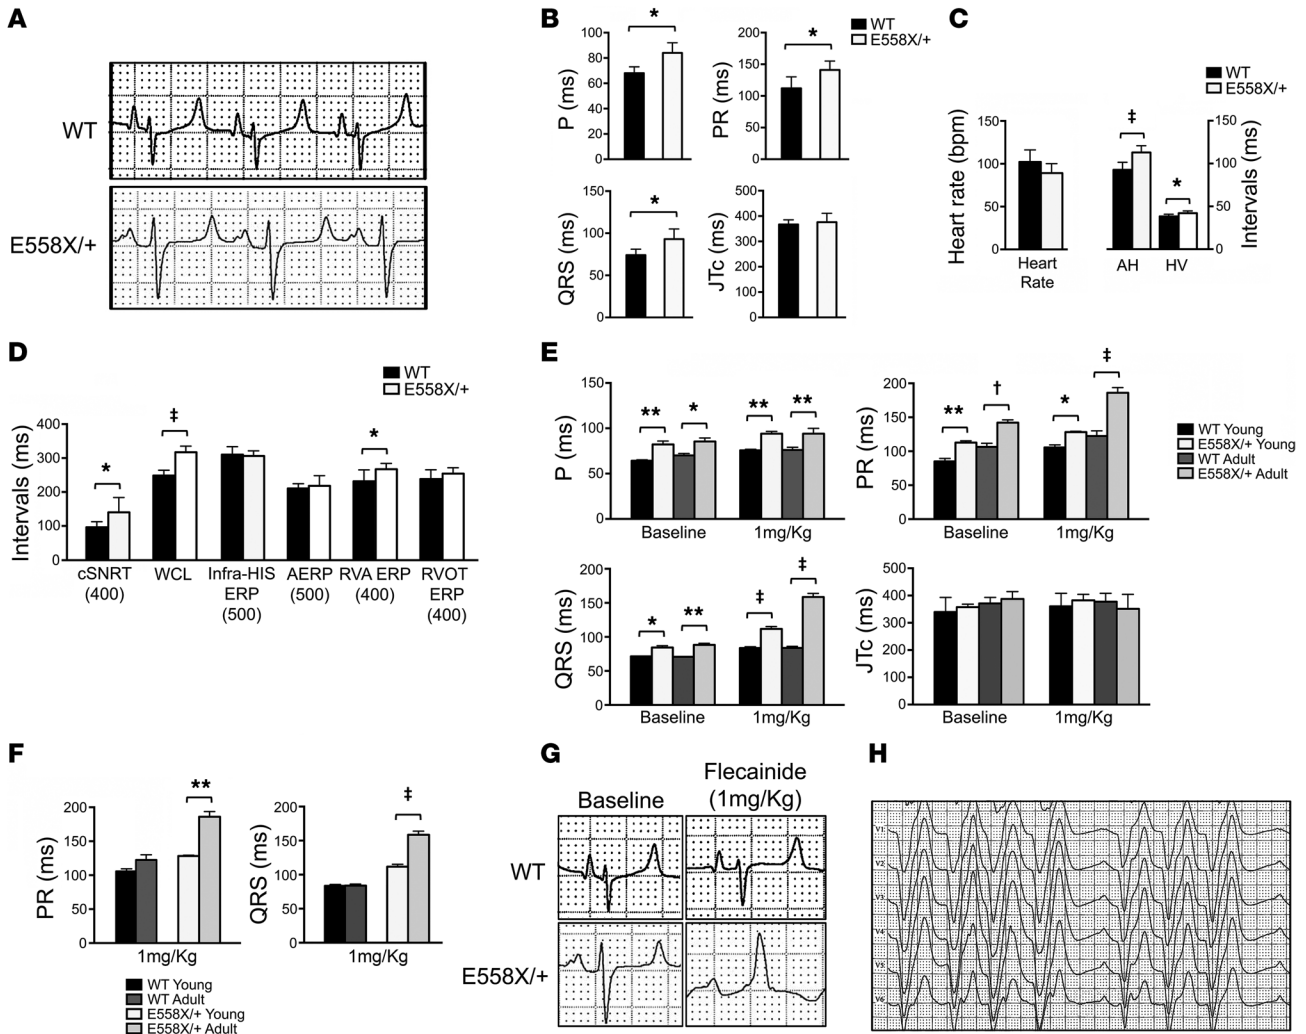 A
WT
E558X/+
B
WT
E558X/+
*
P (ms)
100
80
60
40
20
0
*
PR (ms)
200
150
100
50
0
*
QRS (ms)
150
100
50
0
JTc (ms)
500
400
300
200
100
0
C
WT
E558X/+
Heart rate (bpm)
150
100
50
0
Heart
Rate
‡
*
AH HV
150
100
50
0
Intervals (ms)
D
WT
E558X/+
Intervals (ms)
400
300
200
100
0
* ‡ *
cSNRT
(400)
WCL
Infra-HIS
ERP
(500)
AERP
(500)
RVA ERP
(400)
RVOT
ERP
(400)
E
P (ms)
150
100
50
0
** * ** **
Baseline 1mg/Kg
PR (ms)
200
150
100
50
0
** † * ‡
Baseline 1mg/Kg
WT Young
E558X/+ Young
WT Adult
E558X/+ Adult
QRS (ms)
200
150
100
50
0
* ** ‡ ‡
Baseline 1mg/Kg
JTc (ms)
500
400
300
200
100
0
Baseline 1mg/Kg
F
PR (ms)
200
150
100
50
0
**
1mg/Kg
QRS (ms)
200
150
100
50
0
‡
1mg/Kg
WT Young
WT Adult
E558X/+ Young
E558X/+ Adult
G
Baseline
Flecainide
(1mg/Kg)
WT
E558X/+
H
V1
V2
V3
V4
V5
V6